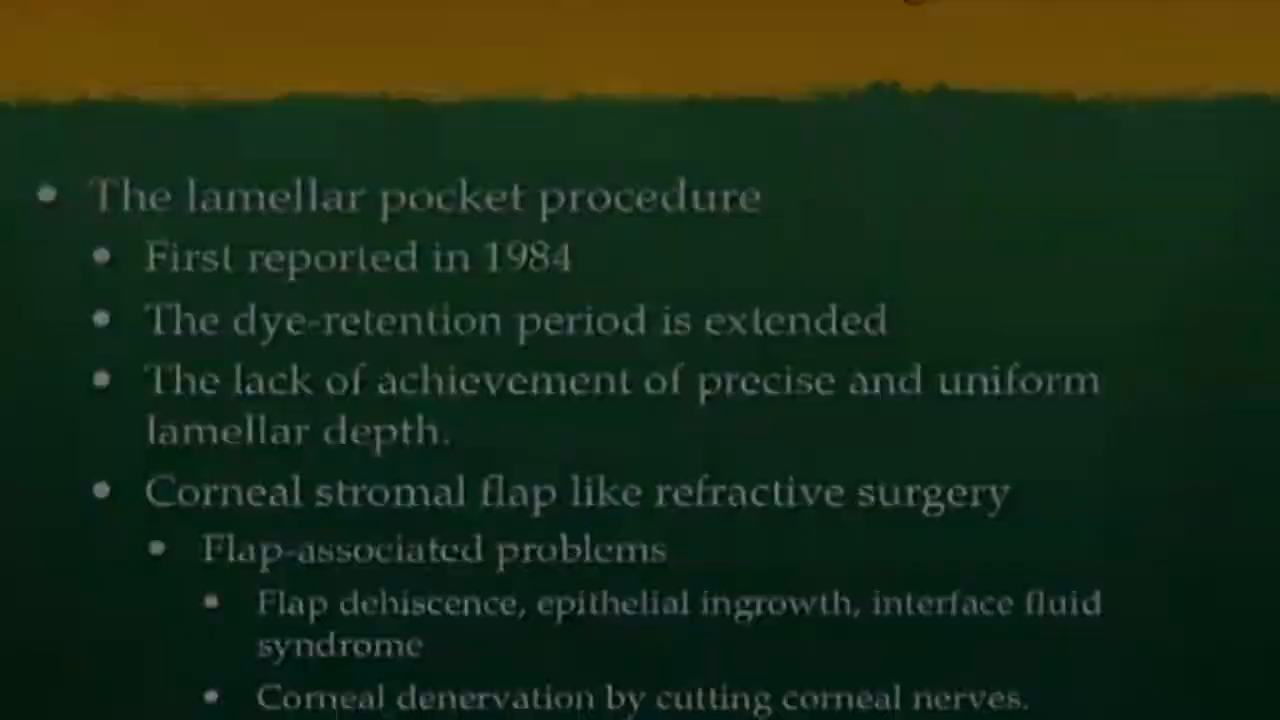 • The lamellar pocket procedure
• First reported in 1984
• The dye-retention period is extended
• The lack of achievement of precise and uniform
lamellar depth.
• Corneal stromal flap like refractive surgery
• Flap-associated problems
• Flap dehiscence, epithelial ingrowth, interface fluid
syndrome
• Corneal denervation by cutting corneal nerves.